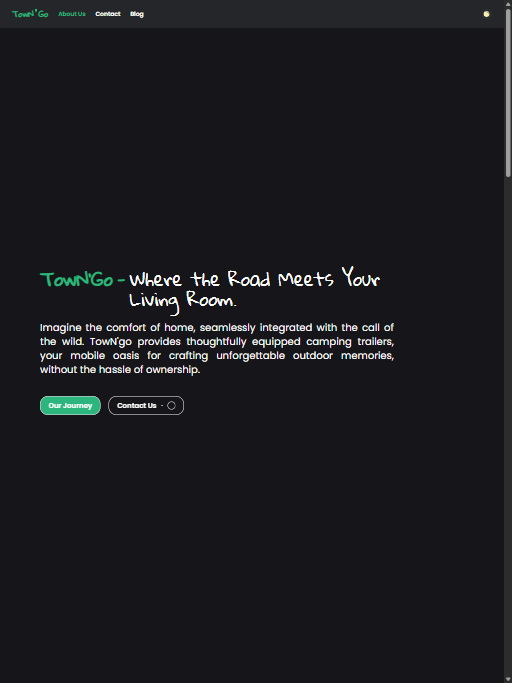 TowN'Go About Us Contact Blog
TowN'Go - Where the Road Meets Your
Living Room.
Imagine the comfort of home, seamlessly integrated with the call of
the wild. TowN'go provides thoughtfully equipped camping trailers,
your mobile oasis for crafting unforgettable outdoor memories,
without the hassle of ownership.
Our Journey Contact Us -